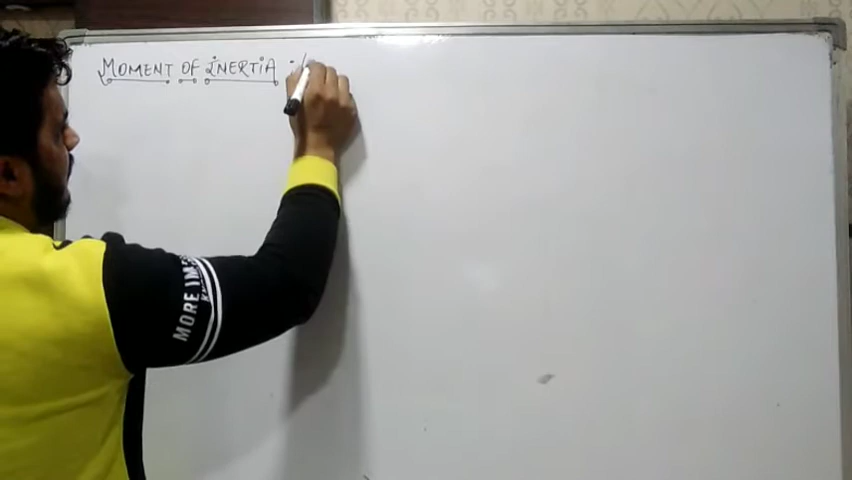 MOMENT OF INERTIA :
MORE IM